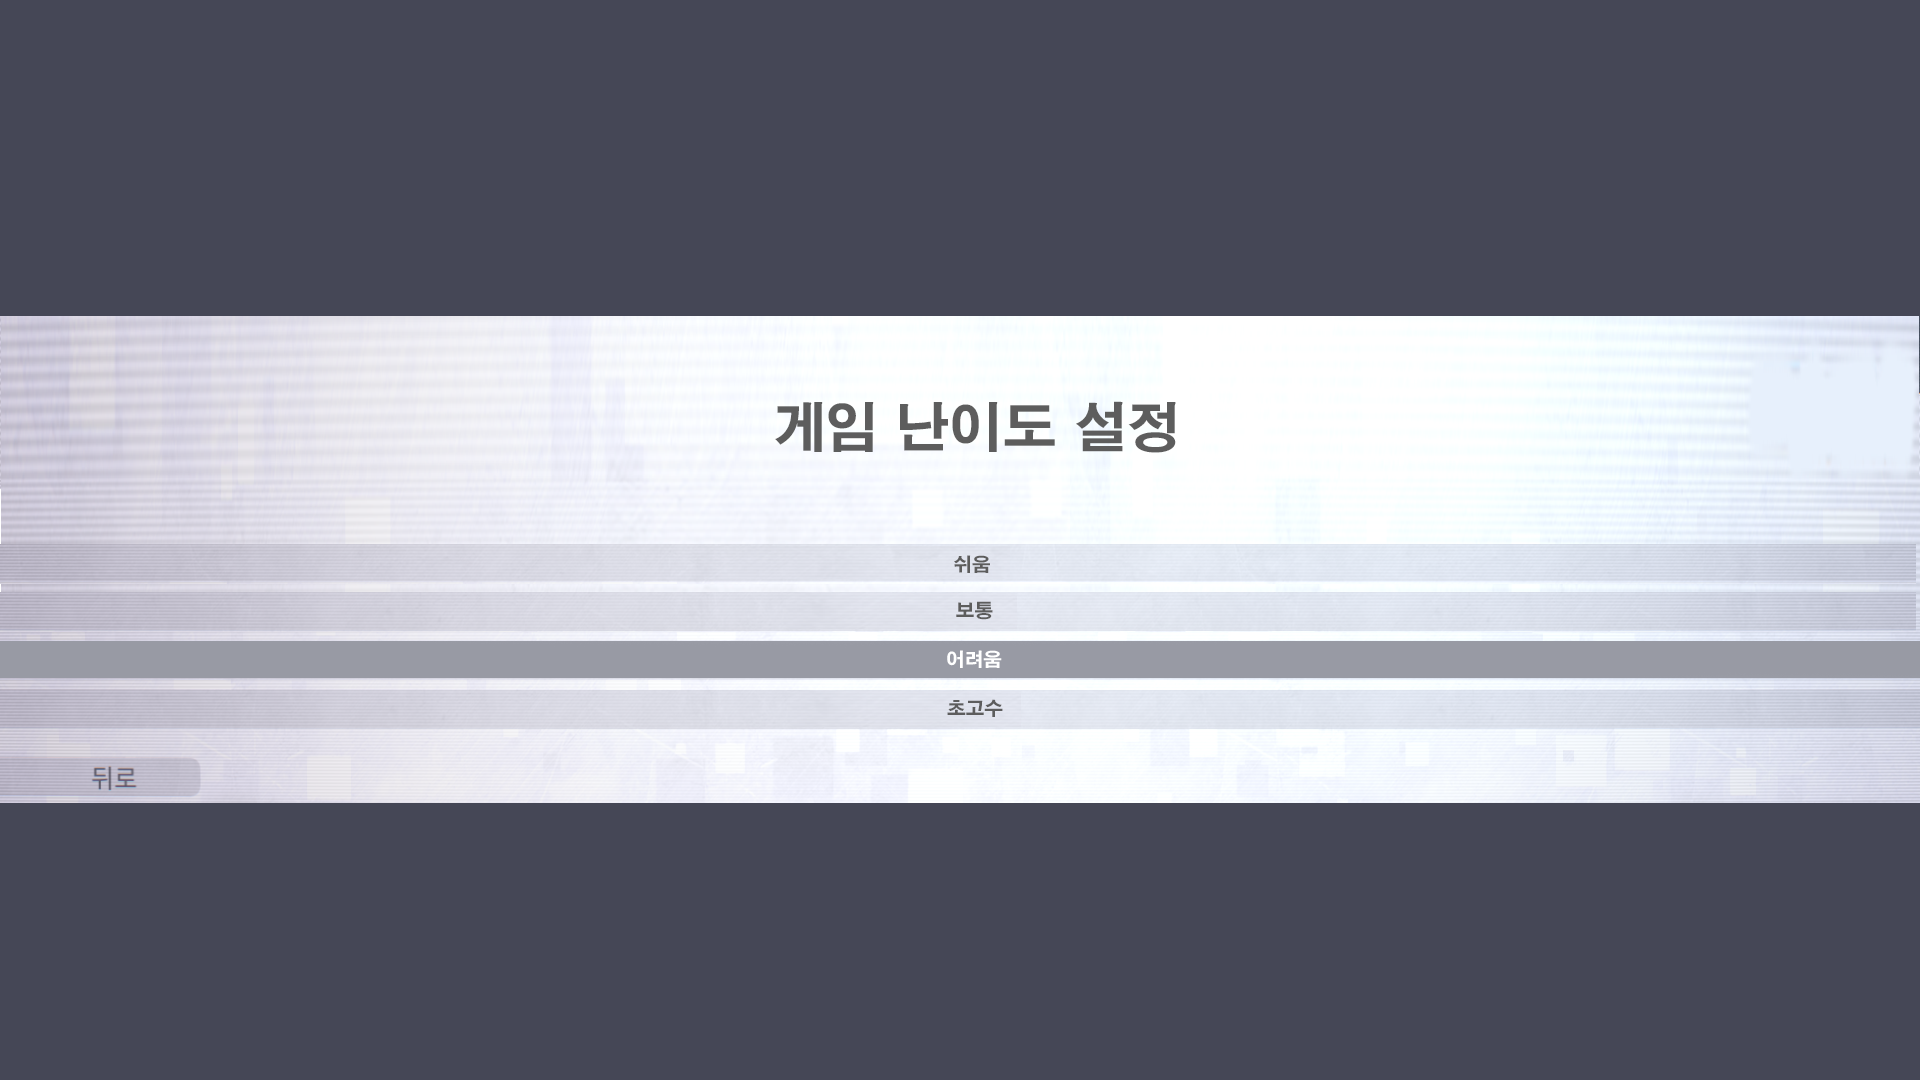 게임 난이도 설정
쉬움
보통
어려움
초고수
뒤로